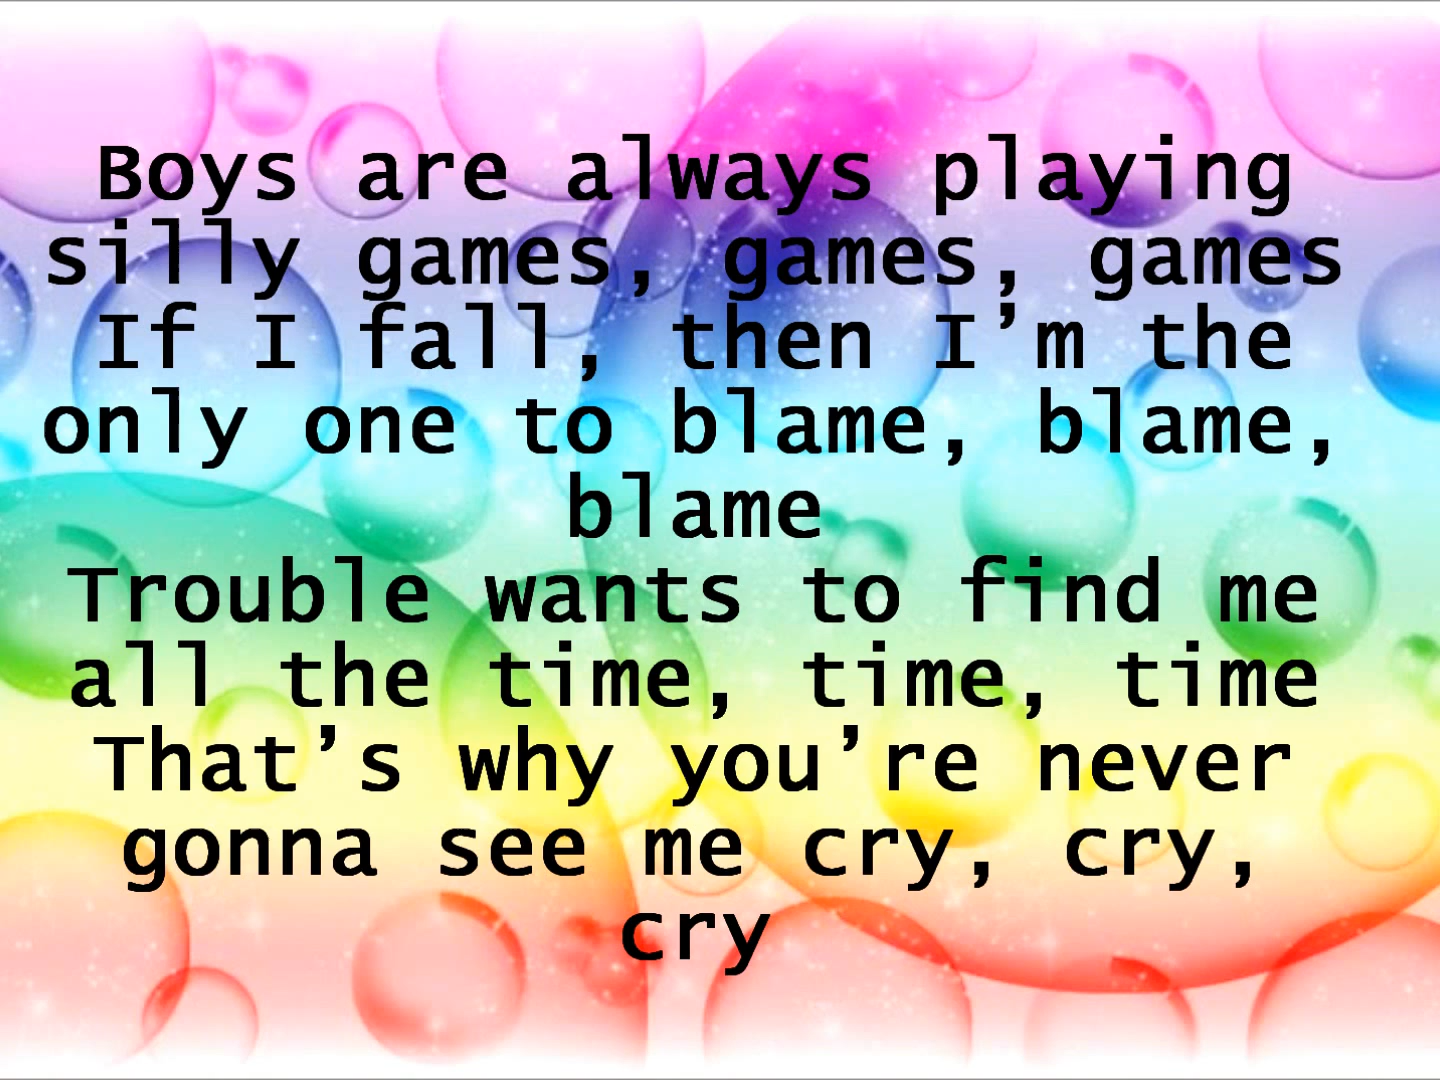 Boys are always playing
silly games, games, games
If I fall, then I’m the
only one to blame, blame,
blame
Trouble wants to find me
all the time, time, time
That’s why you’re never
gonna see me cry, cry,
cry